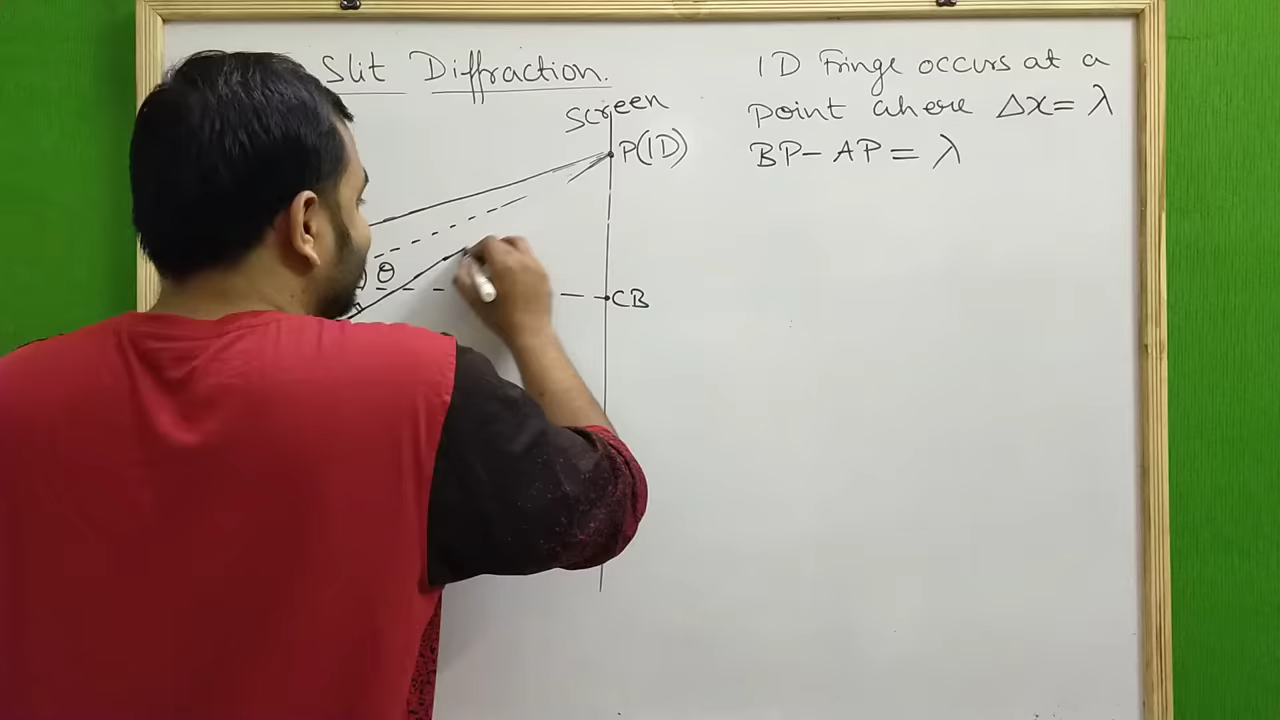 Slit Diffraction.
Screen
P(1D)
θ
CB
1D Fringe occurs at a
point where Δx = λ
BP - AP = λ